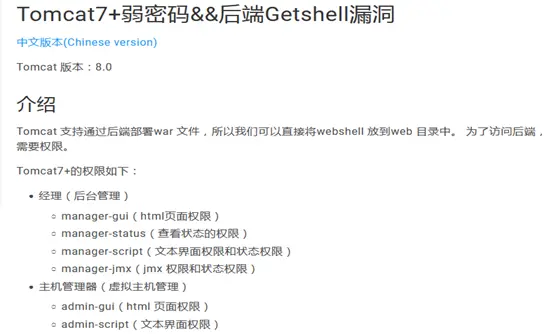 Tomcat7+弱密码&&后端Getshell漏洞
中文版本(Chinese version)
Tomcat 版本：8.0
介绍
Tomcat 支持通过后端部署war 文件，所以我们可以直接将webshell 放到web 目录中。 为了访问后端，
需要权限。
Tomcat7+的权限如下：
• 经理（后台管理）
○ manager-gui（html页面权限）
○ manager-status（查看状态的权限）
○ manager-script（文本界面权限和状态权限）
○ manager-jmx（jmx 权限和状态权限）
• 主机管理器（虚拟主机管理）
○ admin-gui（html 页面权限）
○ admin-script（文本界面权限）